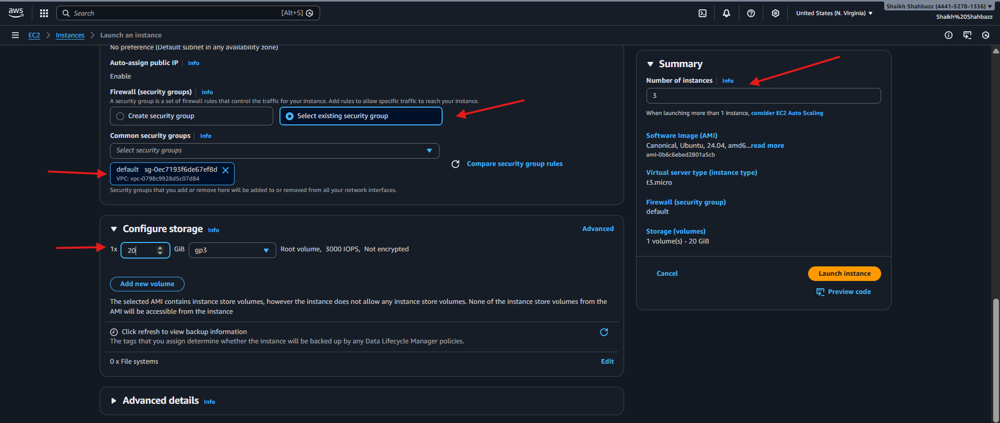 aws
Search
[Alt+S]
United States (N. Virginia)
Shaikh Shahbazz (4441-5278-1336)
Shaikh%20Shahbazz
EC2
Instances
Launch an instance
No preference (Default subnet in any availability zone)
Auto-assign public IP
Info
Enable
Firewall (security groups)
Info
A security group is a set of firewall rules that control the traffic for your instance. Add rules to allow specific traffic to reach your instance.
Create security group
Select existing security group
Common security groups
Info
Select security groups
default sg-0ec7193f6de67ef8d
VPC: vpc-0798c9928d5c07d84
Compare security group rules
Security groups that you add or remove here will be added to or removed from all your network interfaces.
Configure storage
Info
Advanced
1x
20
GiB
gp3
Root volume, 3000 IOPS, Not encrypted
Add new volume
The selected AMI contains instance store volumes, however the instance does not allow any instance store volumes. None of the instance store volumes from the
AMI will be accessible from the instance
Click refresh to view backup information
The tags that you assign determine whether the instance will be backed up by any Data Lifecycle Manager policies.
0 x File systems
Edit
Advanced details
Info
Summary
Number of instances
Info
3
When launching more than 1 instance, consider EC2 Auto Scaling
Software Image (AMI)
Canonical, Ubuntu, 24.04, amd6...read more
ami-0b6c6ebed2801a5cb
Virtual server type (instance type)
t3.micro
Firewall (security group)
default
Storage (volumes)
1 volume(s) - 20 GiB
Cancel
Launch instance
Preview code